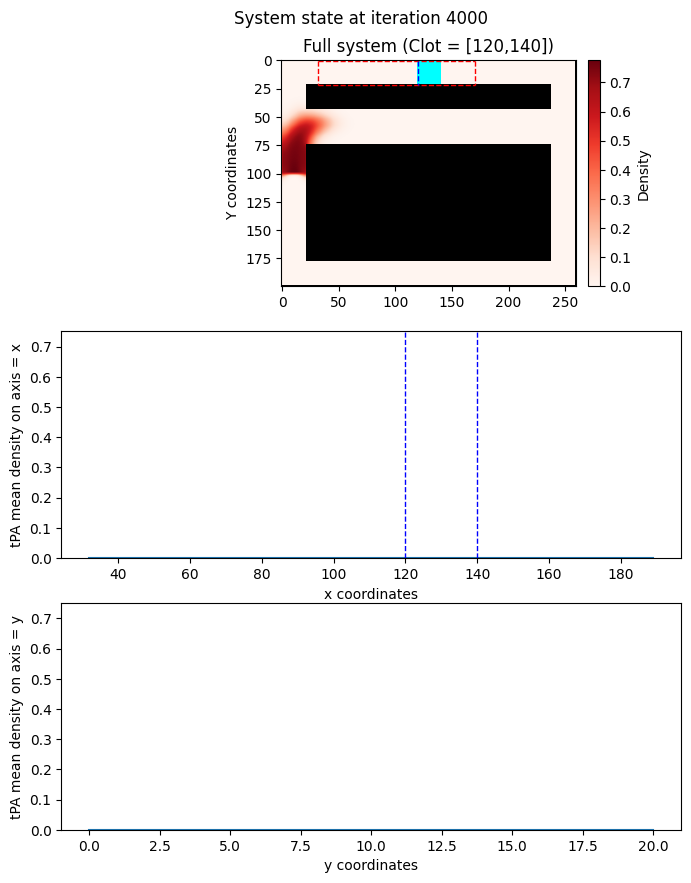 System state at iteration 4000
Full system (Clot = [120,140])
0
25
50
75
100
125
150
175
Y coordinates
0 50 100 150 200 250
0.7
0.6
0.5
0.4
0.3
0.2
0.1
0.0
Density
0.7
0.6
0.5
0.4
0.3
0.2
0.1
0.0
tPA mean density on axis = x
40 60 80 100 120 140 160 180
x coordinates
0.7
0.6
0.5
0.4
0.3
0.2
0.1
0.0
tPA mean density on axis = y
0.0 2.5 5.0 7.5 10.0 12.5 15.0 17.5 20.0
y coordinates